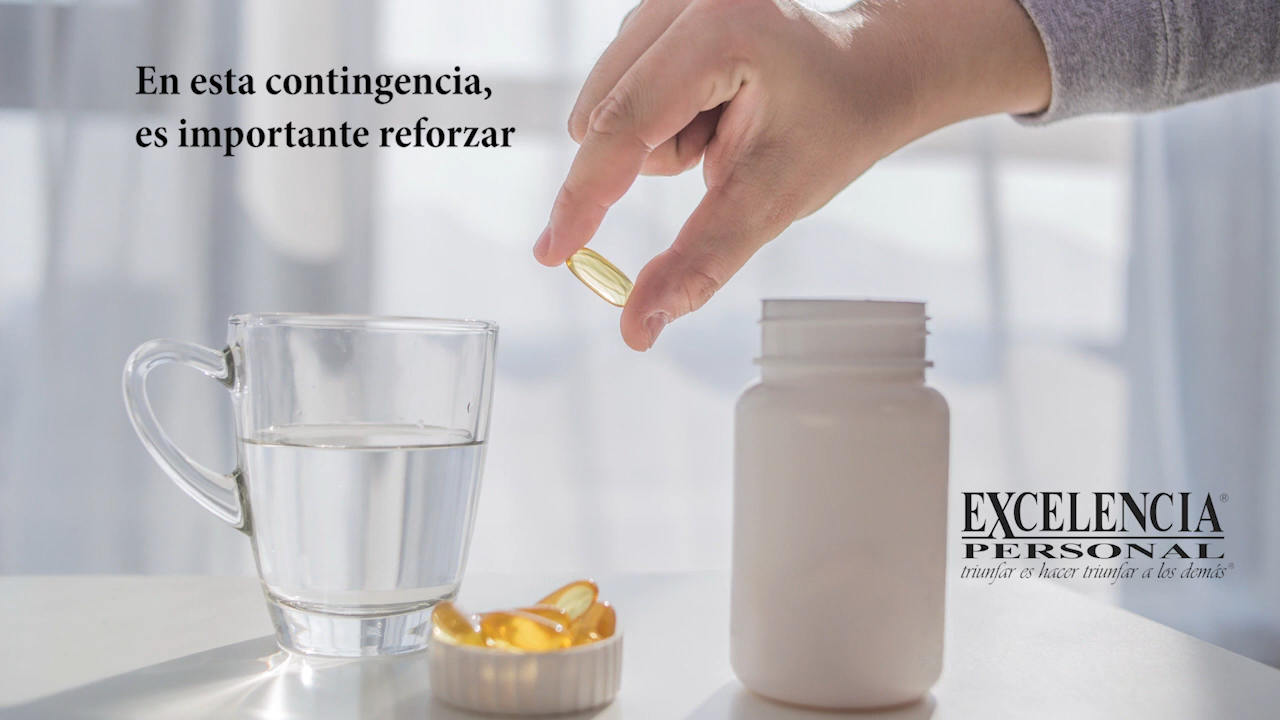 En esta contingencia,
es importante reforzar
EXCELENCIA®
PERSONAL
triunfar es hacer triunfar a los demás®